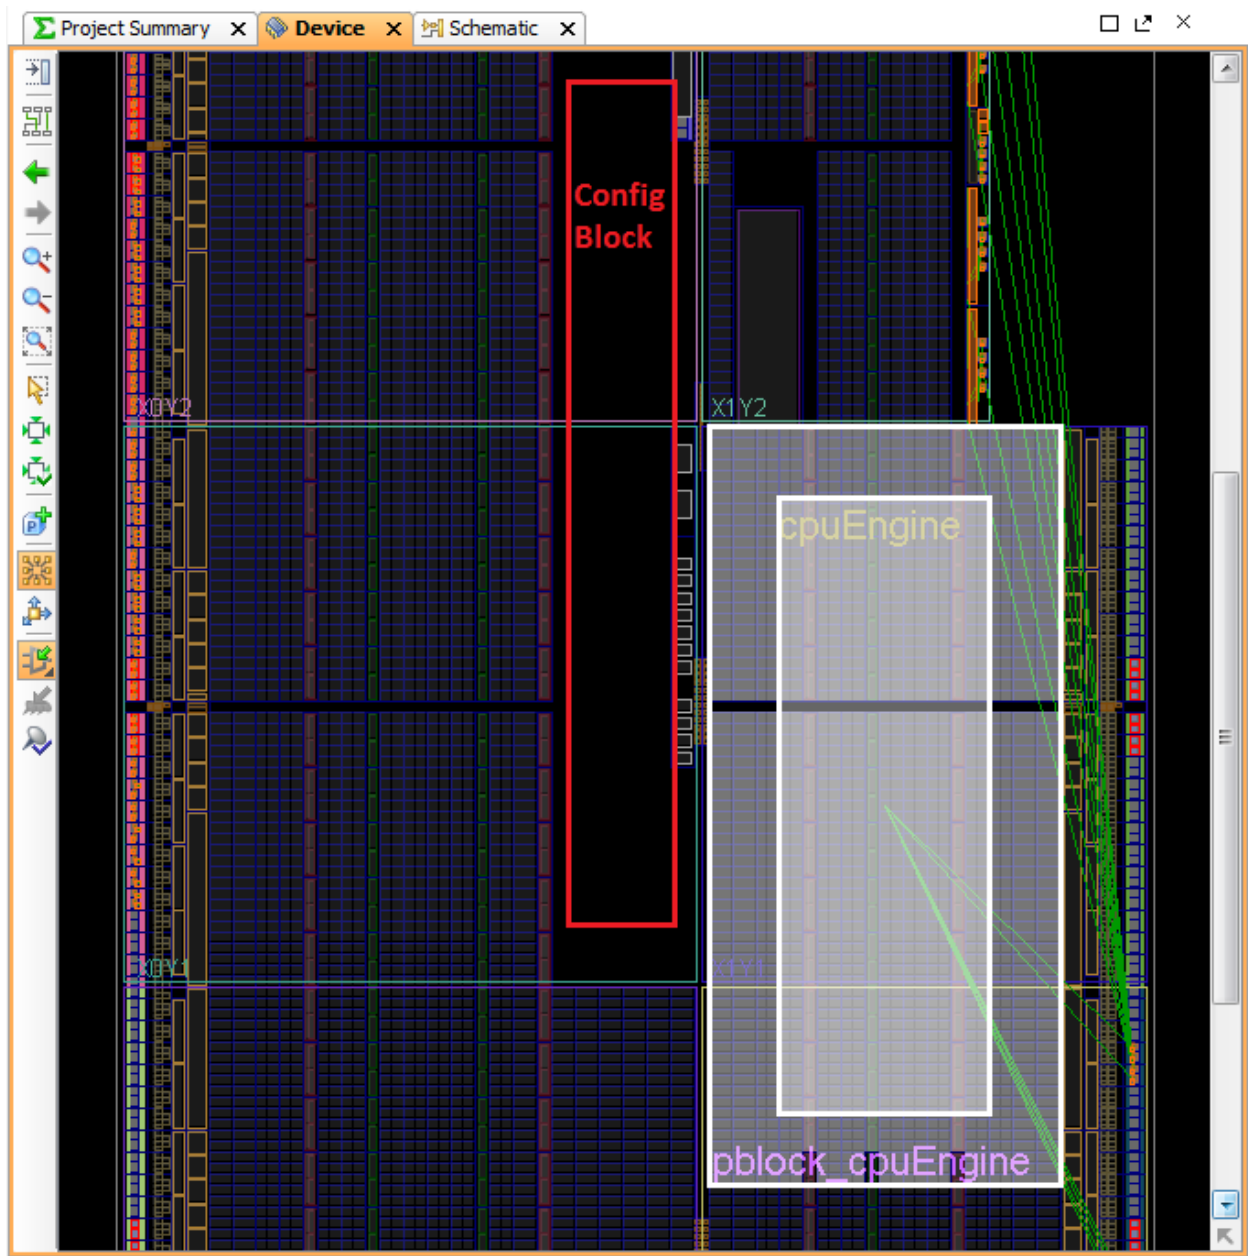 Project Summary
Device
Schematic
Config
Block
X0Y2
X1Y2
cpuEngine
X0Y1
X1Y1
pblock_cpuEngine